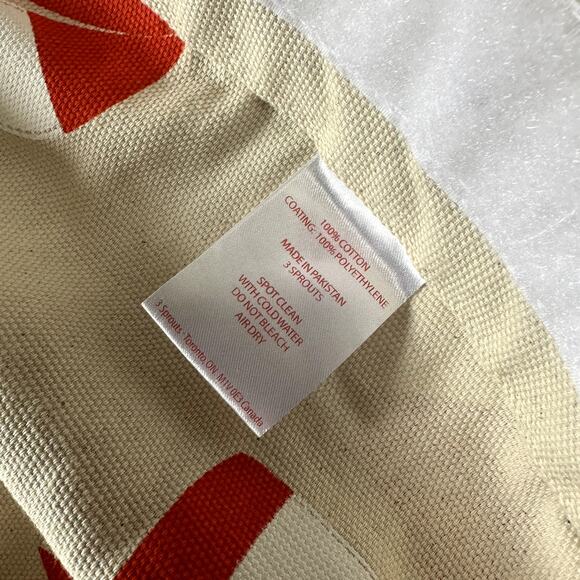 100% COTTON
COATING: 100% POLYETHYLENE
MADE IN PAKISTAN
3 SPROUTS
SPOT CLEAN
WITH COLD WATER
DO NOT BLEACH
AIR DRY
3 Sprouts · Toronto, ON. M1V 0E3 Canada